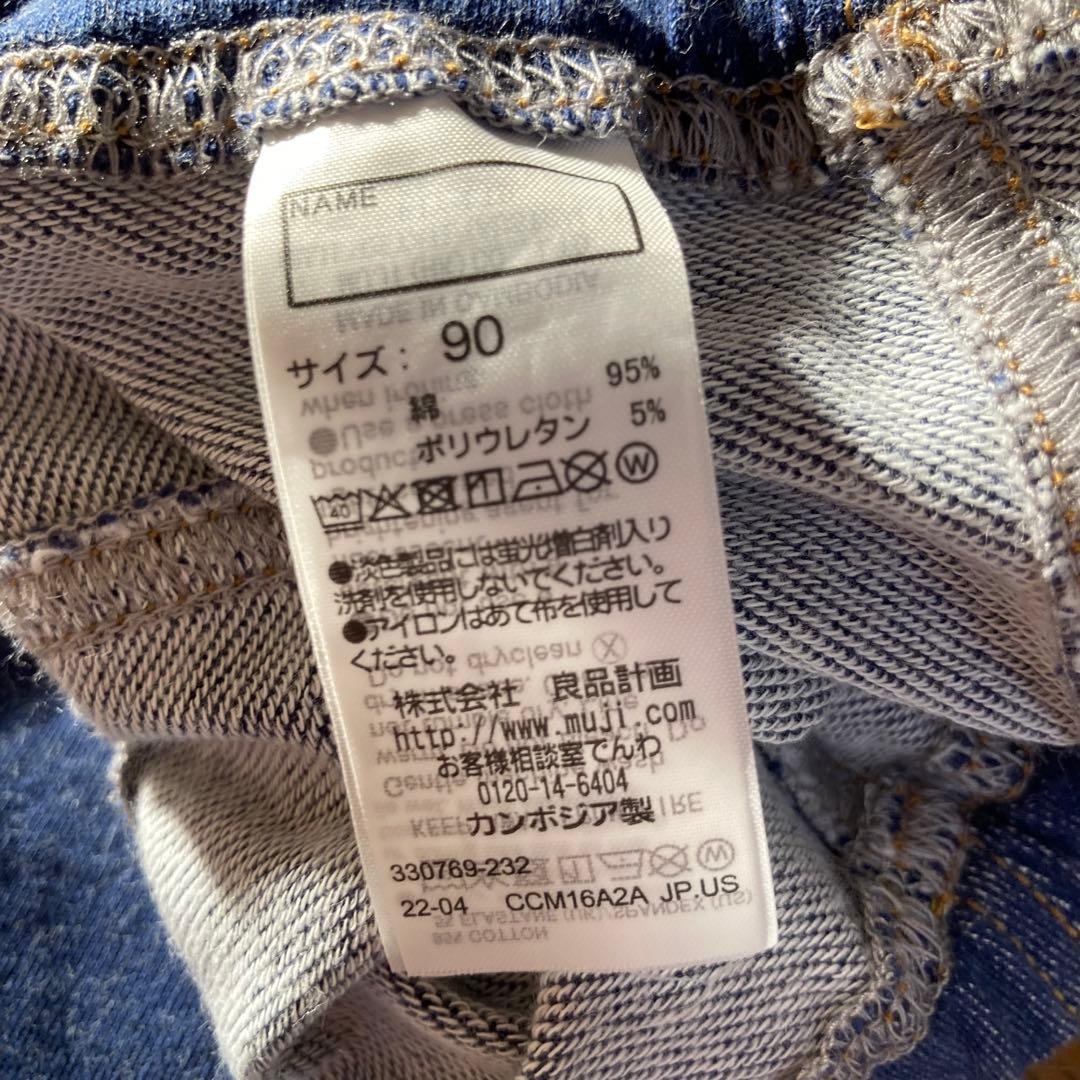 NAME
サイズ： 90
綿 95%
ポリウレタン 5%
40 W
●淡色製品には蛍光増白剤入り
洗剤を使用しないでください。
●アイロンはあて布を使用して
ください。
株式会社 良品計画
http://www.muji.com
お客様相談室でんわ
0120-14-6404
カンボジア製
330769-232
22-04 CCM16A2A JP.US